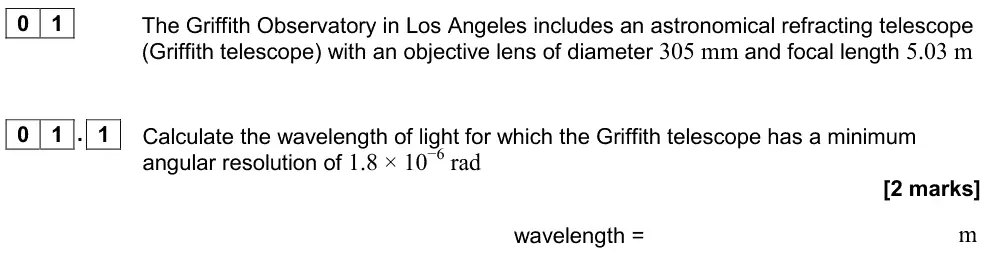 0 1 The Griffith Observatory in Los Angeles includes an astronomical refracting telescope
(Griffith telescope) with an objective lens of diameter 305 mm and focal length 5.03 m
0 1 . 1 Calculate the wavelength of light for which the Griffith telescope has a minimum
angular resolution of 1.8 × 10⁻⁶ rad
[2 marks]
wavelength = m